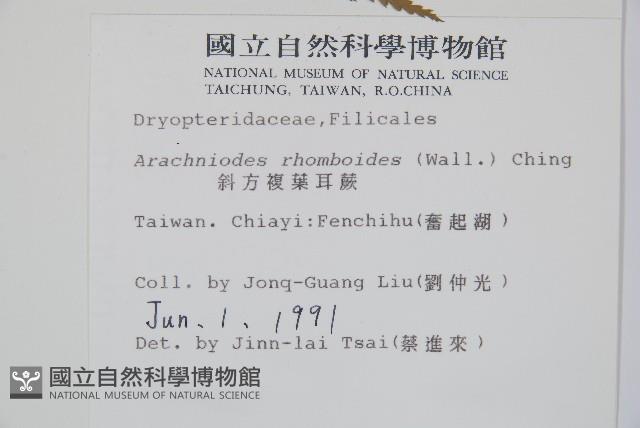 國立自然科學博物館
NATIONAL MUSEUM OF NATURAL SCIENCE
TAICHUNG, TAIWAN, R.O.CHINA
Dryopteridaceae,Filicales
Arachniodes rhomboides (Wall.) Ching
斜方複葉耳蕨
Taiwan. Chiayi:Fenchihu(奮起湖)
Coll. by Jonq-Guang Liu(劉仲光)
Jun. 1. 1991
Det. by Jinn-lai Tsai(蔡進來)
國立自然科學博物館
NATIONAL MUSEUM OF NATURAL SCIENCE